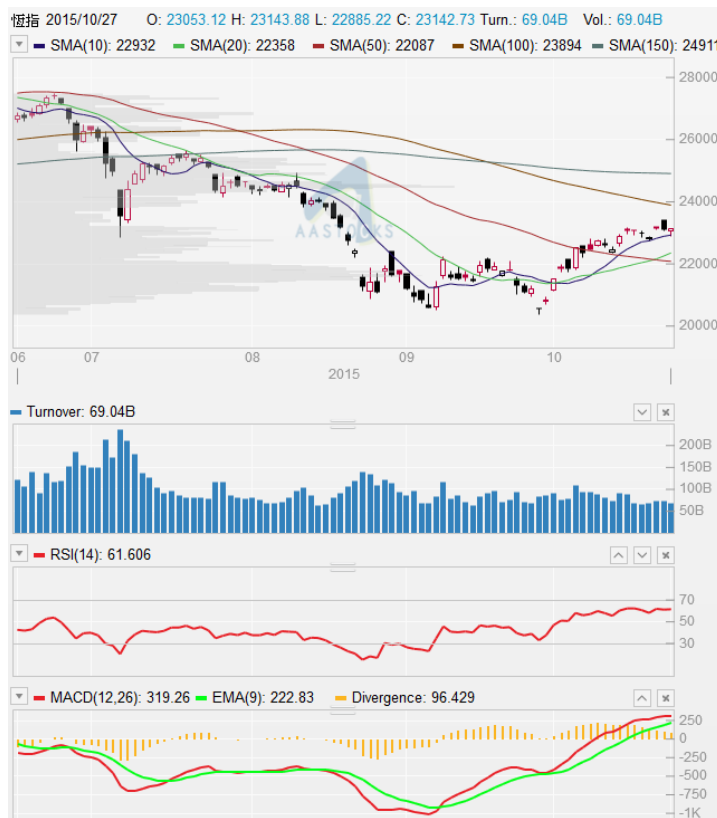 恆指 2015/10/27 O: 23053.12 H: 23143.88 L: 22885.22 C: 23142.73 Turn.: 69.04B Vol.: 69.04B
SMA(10): 22932 SMA(20): 22358 SMA(50): 22087 SMA(100): 23894 SMA(150): 24911
28000
26000
24000
AASTOCKS
22000
20000
06 07 08 09 10
2015
Turnover: 69.04B
200B
150B
100B
50B
RSI(14): 61.606
70
50
30
MACD(12,26): 319.26 EMA(9): 222.83 Divergence: 96.429
250
0
-250
-500
-750
-1K